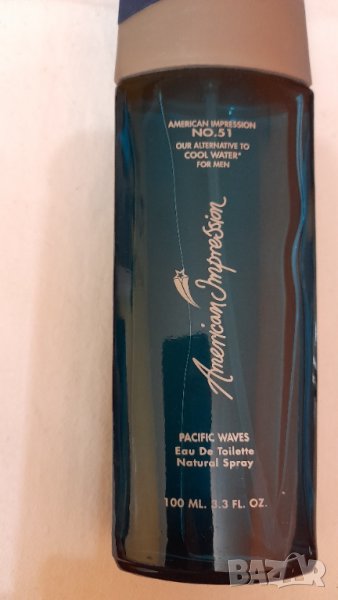 AMERICAN IMPRESSION
NO.51
OUR ALTERNATIVE TO
COOL WATER*
FOR MEN
American Impression
PACIFIC WAVES
Eau De Toilette
Natural Spray
100 ML. 3.3 FL. OZ.
BAZAR